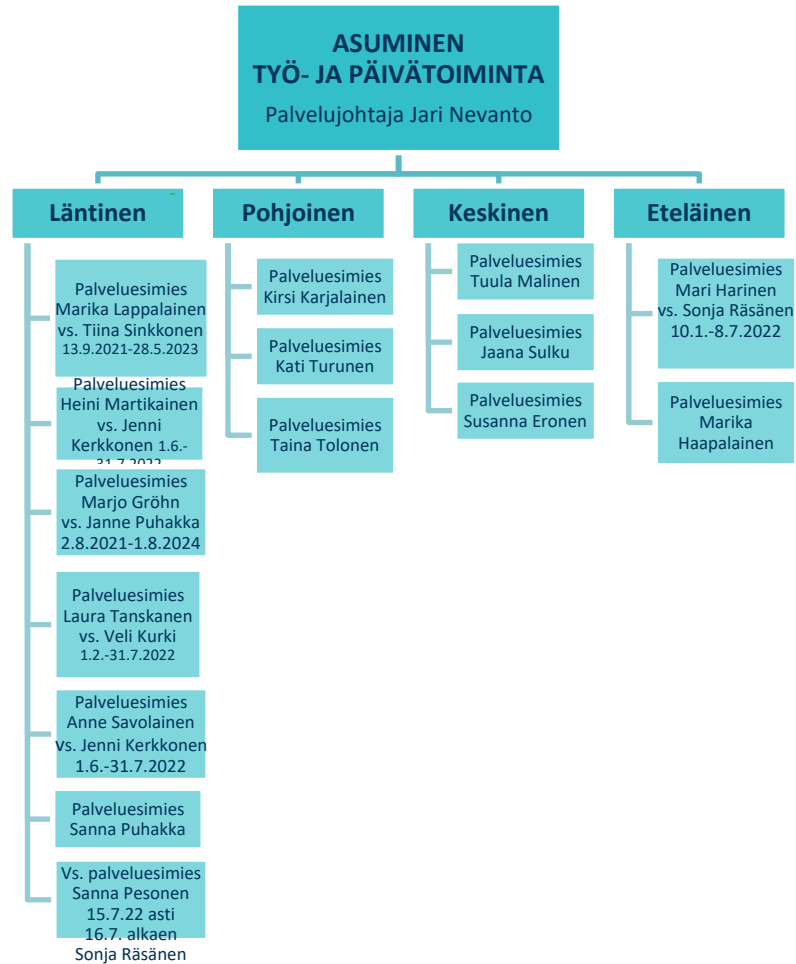 ASUMINEN
TYÖ- JA PÄIVÄTOIMINTA
Palvelujohtaja Jari Nevanto
Läntinen
Palveluesimies
Marika Lappalainen
vs. Tiina Sinkkonen
13.9.2021-28.5.2023
Palveluesimies
Heini Martikainen
vs. Jenni
Kerkkonen 1.6.-
31.7.2022
Palveluesimies
Marjo Gröhn
vs. Janne Puhakka
2.8.2021-1.8.2024
Palveluesimies
Laura Tanskanen
vs. Veli Kurki
1.2.-31.7.2022
Palveluesimies
Anne Savolainen
vs. Jenni Kerkkonen
1.6.-31.7.2022
Palveluesimies
Sanna Puhakka
Vs. palveluesimies
Sanna Pesonen
15.7.22 asti
16.7. alkaen
Sonja Räsänen
Pohjoinen
Palveluesimies
Kirsi Karjalainen
Palveluesimies
Kati Turunen
Palveluesimies
Taina Tolonen
Keskinen
Palveluesimies
Tuula Malinen
Palveluesimies
Jaana Sulku
Palveluesimies
Susanna Eronen
Eteläinen
Palveluesimies
Mari Harinen
vs. Sonja Räsänen
10.1.-8.7.2022
Palveluesimies
Marika
Haapalainen